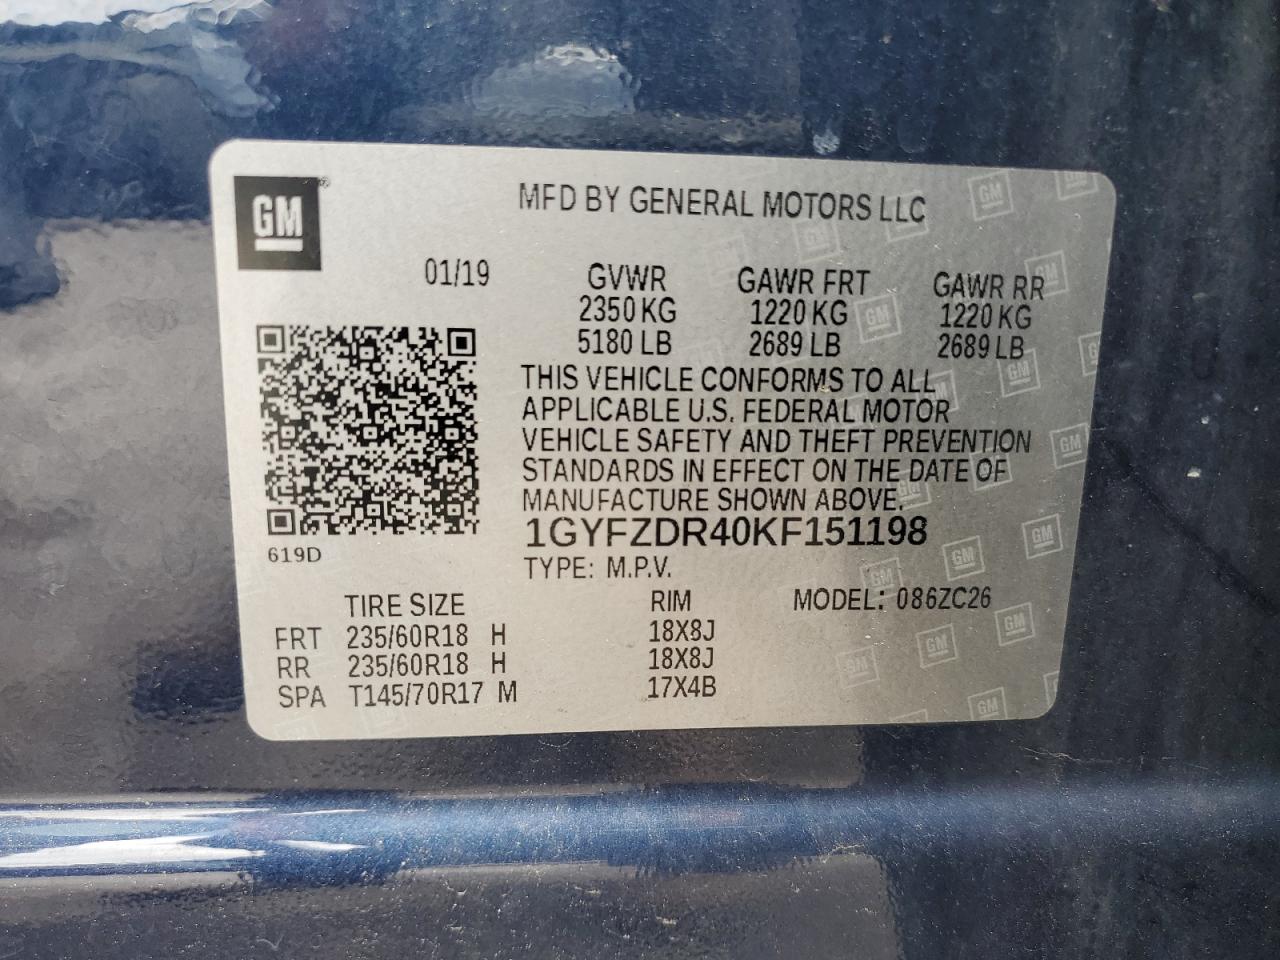 GM
MFD BY GENERAL MOTORS LLC
01/19 GVWR GAWR FRT GAWR RR
2350 KG 1220 KG 1220 KG
5180 LB 2689 LB 2689 LB
THIS VEHICLE CONFORMS TO ALL
APPLICABLE U.S. FEDERAL MOTOR
VEHICLE SAFETY AND THEFT PREVENTION
STANDARDS IN EFFECT ON THE DATE OF
MANUFACTURE SHOWN ABOVE.
1GYFZDR40KF151198
619D
TYPE: M.P.V.
TIRE SIZE RIM MODEL: 086ZC26
FRT 235/60R18 H 18X8J
RR 235/60R18 H 18X8J
SPA T145/70R17 M 17X4B